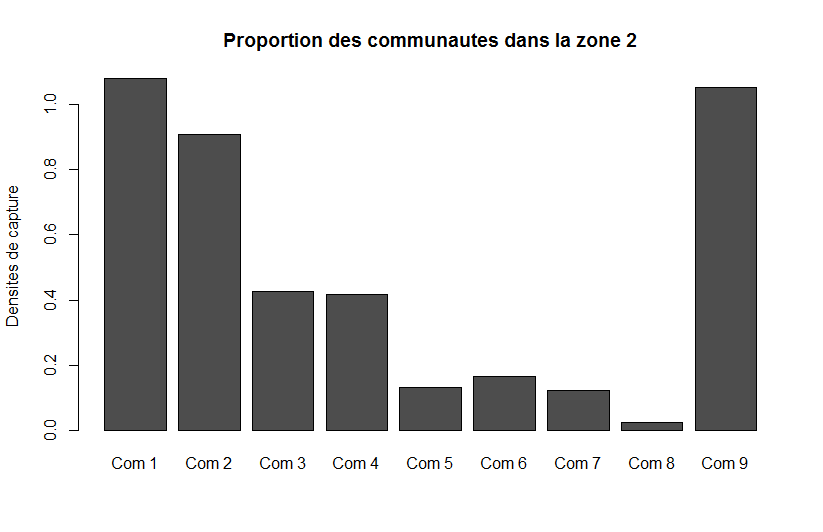 Proportion des communautes dans la zone 2
Densites de capture
1.0
0.8
0.6
0.4
0.2
0.0
Com 1 Com 2 Com 3 Com 4 Com 5 Com 6 Com 7 Com 8 Com 9